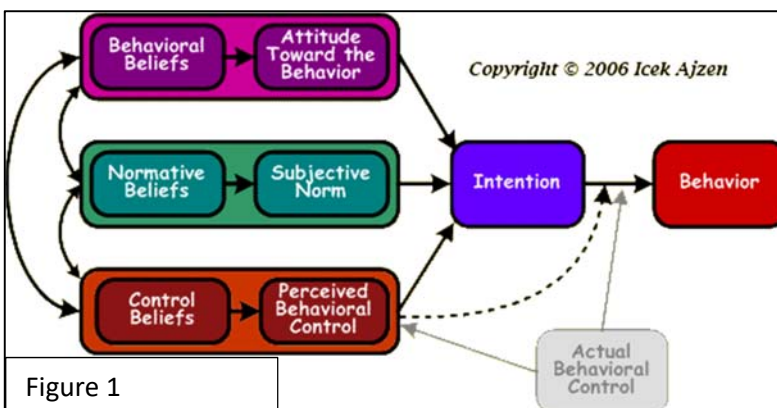 Behavioral
Beliefs
Attitude
Toward the
Behavior
Copyright © 2006 Icek Ajzen
Normative
Beliefs
Subjective
Norm
Intention
Behavior
Control
Beliefs
Perceived
Behavioral
Control
Actual
Behavioral
Control
Figure 1